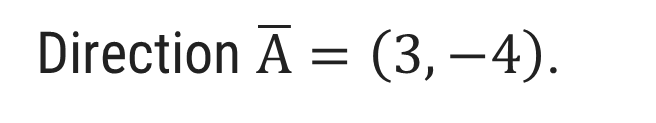 Direction A̅ = (3, −4).